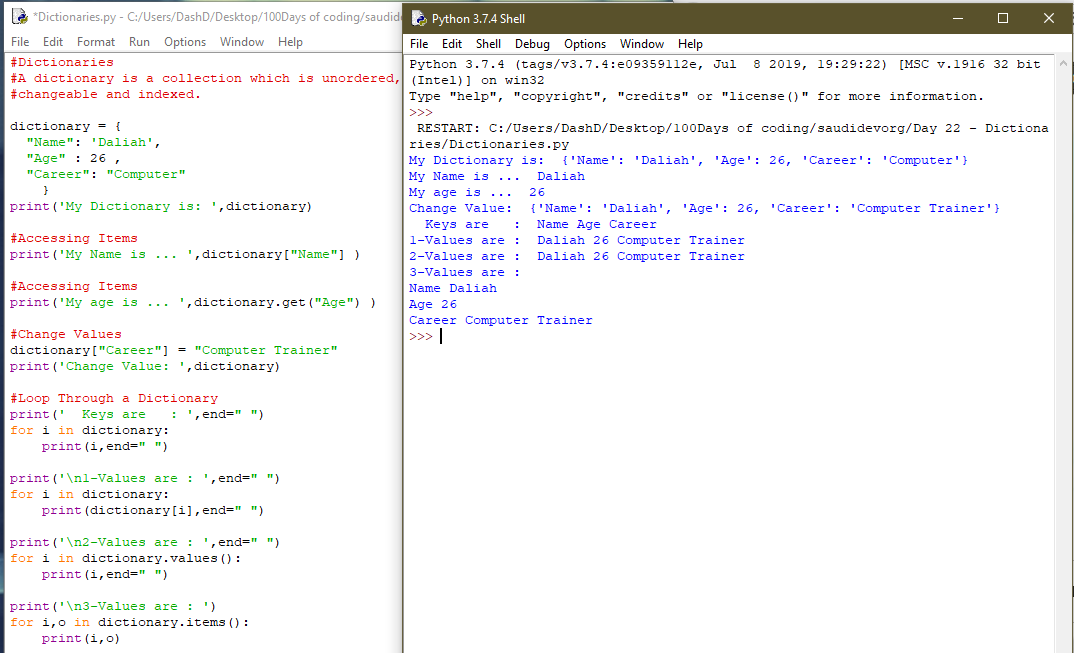 *Dictionaries.py - C:/Users/DashD/Desktop/100Days of coding/saudide
File Edit Format Run Options Window Help
#Dictionaries
#A dictionary is a collection which is unordered,
#changeable and indexed.
dictionary = {
  "Name": 'Daliah',
  "Age" : 26 ,
  "Career": "Computer"
    }
print('My Dictionary is: ',dictionary)
#Accessing Items
print('My Name is ... ',dictionary["Name"] )
#Accessing Items
print('My age is ... ',dictionary.get("Age") )
#Change Values
dictionary["Career"] = "Computer Trainer"
print('Change Value: ',dictionary)
#Loop Through a Dictionary
print('  Keys are   : ',end=" ")
for i in dictionary:
    print(i,end=" ")
print('\n1-Values are : ',end=" ")
for i in dictionary:
    print(dictionary[i],end=" ")
print('\n2-Values are : ',end=" ")
for i in dictionary.values():
    print(i,end=" ")
print('\n3-Values are : ')
for i,o in dictionary.items():
    print(i,o)
Python 3.7.4 Shell
File Edit Shell Debug Options Window Help
Python 3.7.4 (tags/v3.7.4:e09359112e, Jul  8 2019, 19:29:22) [MSC v.1916 32 bit
(Intel)] on win32
Type "help", "copyright", "credits" or "license()" for more information.
>>>
 RESTART: C:/Users/DashD/Desktop/100Days of coding/saudidevorg/Day 22 - Dictiona
ries/Dictionaries.py
My Dictionary is:  {'Name': 'Daliah', 'Age': 26, 'Career': 'Computer'}
My Name is ...  Daliah
My age is ...  26
Change Value:  {'Name': 'Daliah', 'Age': 26, 'Career': 'Computer Trainer'}
  Keys are   :  Name Age Career
1-Values are :  Daliah 26 Computer Trainer
2-Values are :  Daliah 26 Computer Trainer
3-Values are :
Name Daliah
Age 26
Career Computer Trainer
>>>